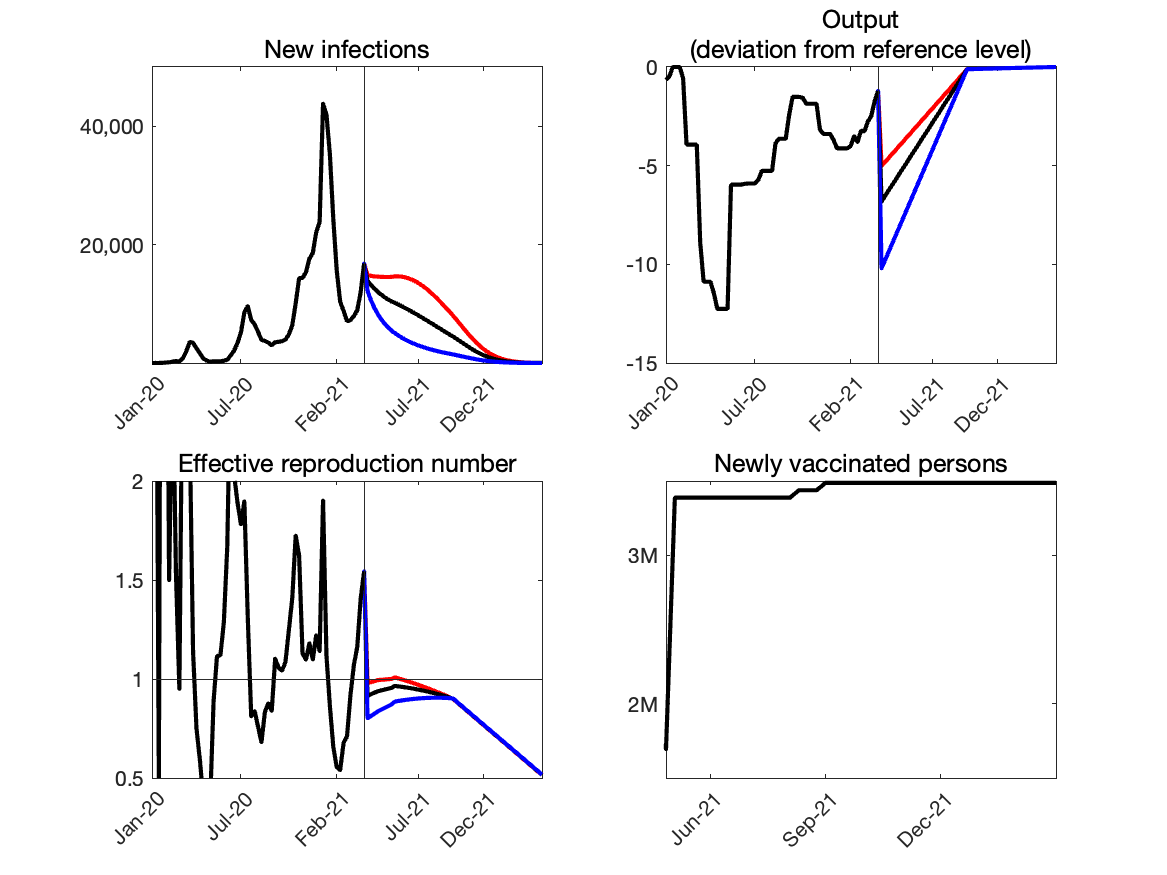 New infections
40,000
20,000
Jan-20
Jul-20
Feb-21
Jul-21
Dec-21
Output
(deviation from reference level)
0
-5
-10
-15
Jan-20
Jul-20
Feb-21
Jul-21
Dec-21
Effective reproduction number
2
1.5
1
0.5
Jan-20
Jul-20
Feb-21
Jul-21
Dec-21
Newly vaccinated persons
3M
2M
Jun-21
Sep-21
Dec-21